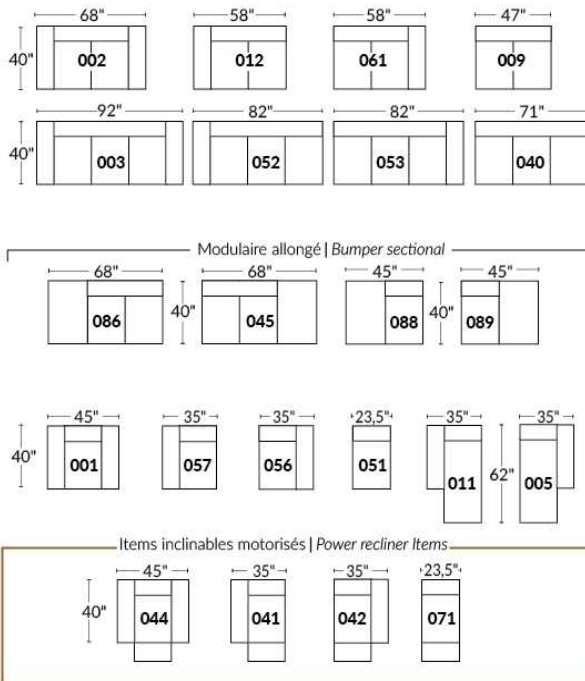 68" 58" 58" 47"
40" 002 012 061 009
92" 82" 82" 71"
40" 003 052 053 040
Modulaire allongé | Bumper sectional
68" 68" 45" 45"
086 40" 045 088 40" 089
45" 35" 35" 23,5" 35" 35"
40" 001 057 056 051 011 62" 005
Items inclinables motorisés | Power recliner Items
45" 35" 35" 23,5"
40" 044 041 042 071